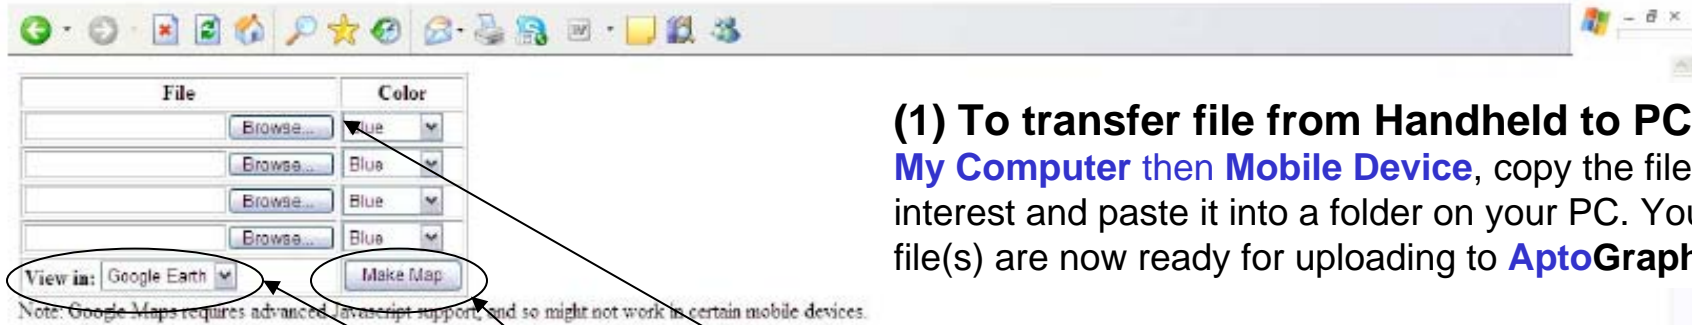 File Color
Browse... Blue
Browse... Blue
Browse... Blue
Browse... Blue
View in: Google Earth Make Map
Note: Google Maps requires advanced Javascript support, and so might not work in certain mobile devices.
(1) To transfer file from Handheld to PC
My Computer then Mobile Device, copy the file
interest and paste it into a folder on your PC. You
file(s) are now ready for uploading to AptoGraph